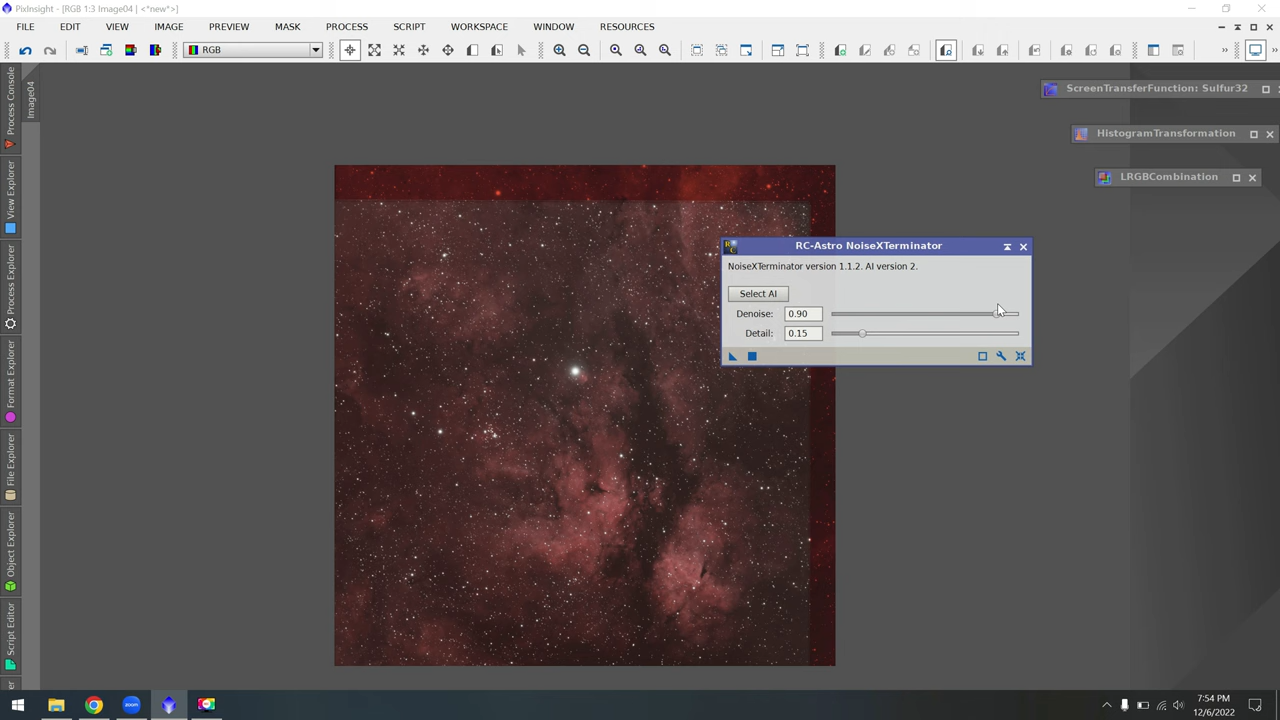 PixInsight - [RGB 1:3 Image04 | <*new*>]
FILE EDIT VIEW IMAGE PREVIEW MASK PROCESS SCRIPT WORKSPACE WINDOW RESOURCES
RGB
Process Console
Image04
View Explorer
Process Explorer
Format Explorer
File Explorer
Object Explorer
Script Editor
ScreenTransferFunction: Sulfur32
HistogramTransformation
LRGBCombination
RC-Astro NoiseXTerminator
NoiseXTerminator version 1.1.2. AI version 2.
Select AI
Denoise: 0.90
Detail: 0.15
7:54 PM
12/6/2022